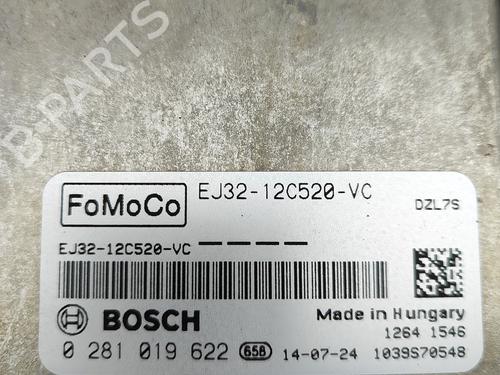 B-PARTS
FoMoCo EJ32-12C520-VC DZL7S
EJ32-12C520-VC
BOSCH Made in Hungary
1264 1546
0 281 019 622 658 14-07-24 1039S70548